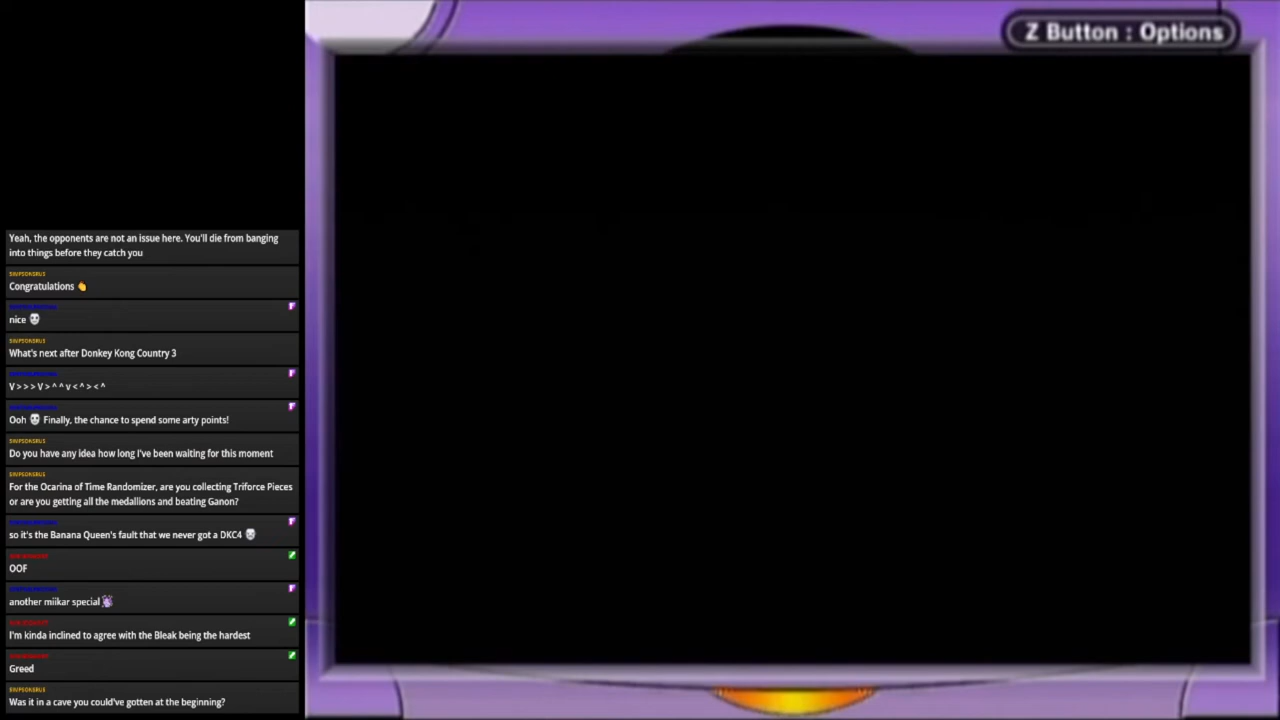 Z Button : Options
Yeah, the opponents are not an issue here. You'll die from banging
into things before they catch you
SIMPSONSRUS
Congratulations 👏
nice 💀
SIMPSONSRUS
What's next after Donkey Kong Country 3
V > > > V > ^ ^ v < ^ > < ^
Ooh 💀 Finally, the chance to spend some arty points!
SIMPSONSRUS
Do you have any idea how long I've been waiting for this moment
SIMPSONSRUS
For the Ocarina of Time Randomizer, are you collecting Triforce Pieces
or are you getting all the medallions and beating Ganon?
so it's the Banana Queen's fault that we never got a DKC4 💀
OOF
another miikar special
I'm kinda inclined to agree with the Bleak being the hardest
Greed
SIMPSONSRUS
Was it in a cave you could've gotten at the beginning?